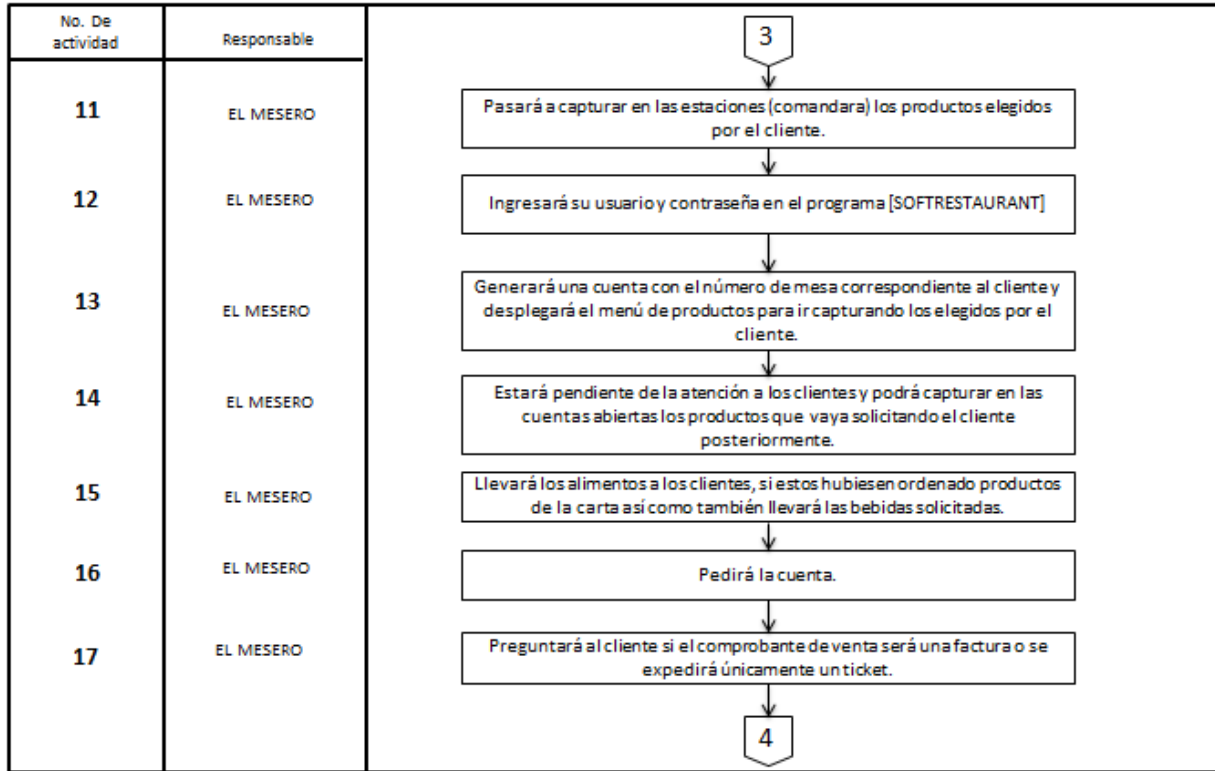 No. De
actividad
Responsable
3
11
EL MESERO
Pasará a capturar en las estaciones (comandara) los productos elegidos
por el cliente.
12
EL MESERO
Ingresará su usuario y contraseña en el programa [SOFTRESTAURANT]
13
EL MESERO
Generará una cuenta con el número de mesa correspondiente al cliente y
desplegará el menú de productos para ir capturando los elegidos por el
cliente.
14
EL MESERO
Estará pendiente de la atención a los clientes y podrá capturar en las
cuentas abiertas los productos que vaya solicitando el cliente
posteriormente.
15
EL MESERO
Llevará los alimentos a los clientes, si estos hubiesen ordenado productos
de la carta así como también llevará las bebidas solicitadas.
16
EL MESERO
Pedirá la cuenta.
17
EL MESERO
Preguntará al cliente si el comprobante de venta será una factura o se
expedirá únicamente un ticket.
4